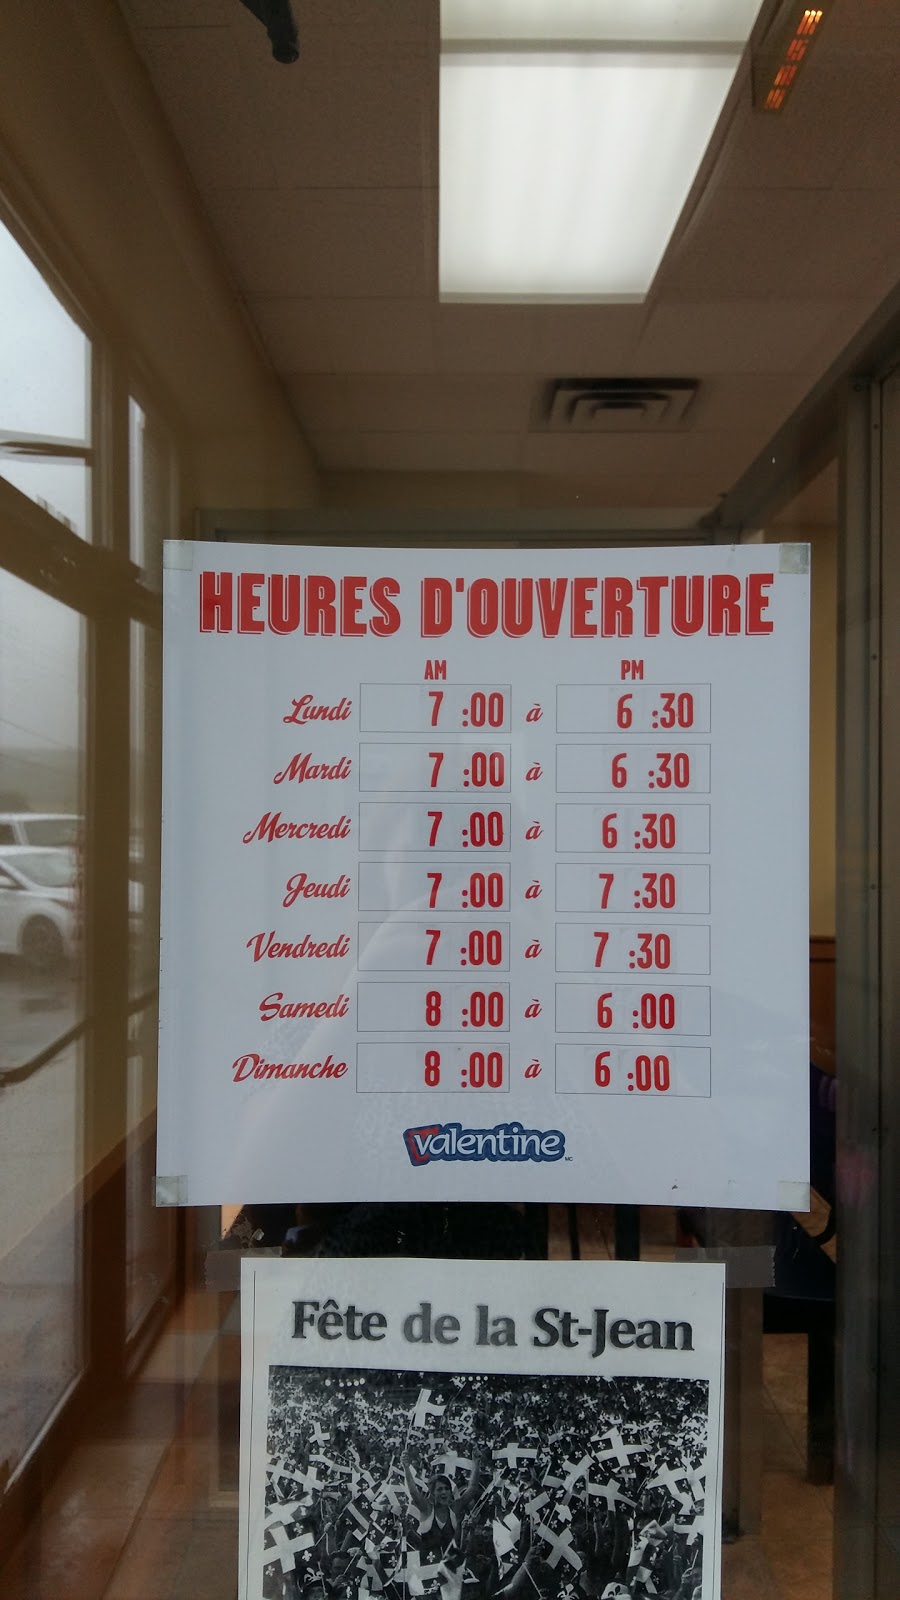 HEURES D'OUVERTURE
AM PM
Lundi 7 :00 à 6 :30
Mardi 7 :00 à 6 :30
Mercredi 7 :00 à 6 :30
Jeudi 7 :00 à 7 :30
Vendredi 7 :00 à 7 :30
Samedi 8 :00 à 6 :00
Dimanche 8 :00 à 6 :00
valentine MC
Fête de la St-Jean